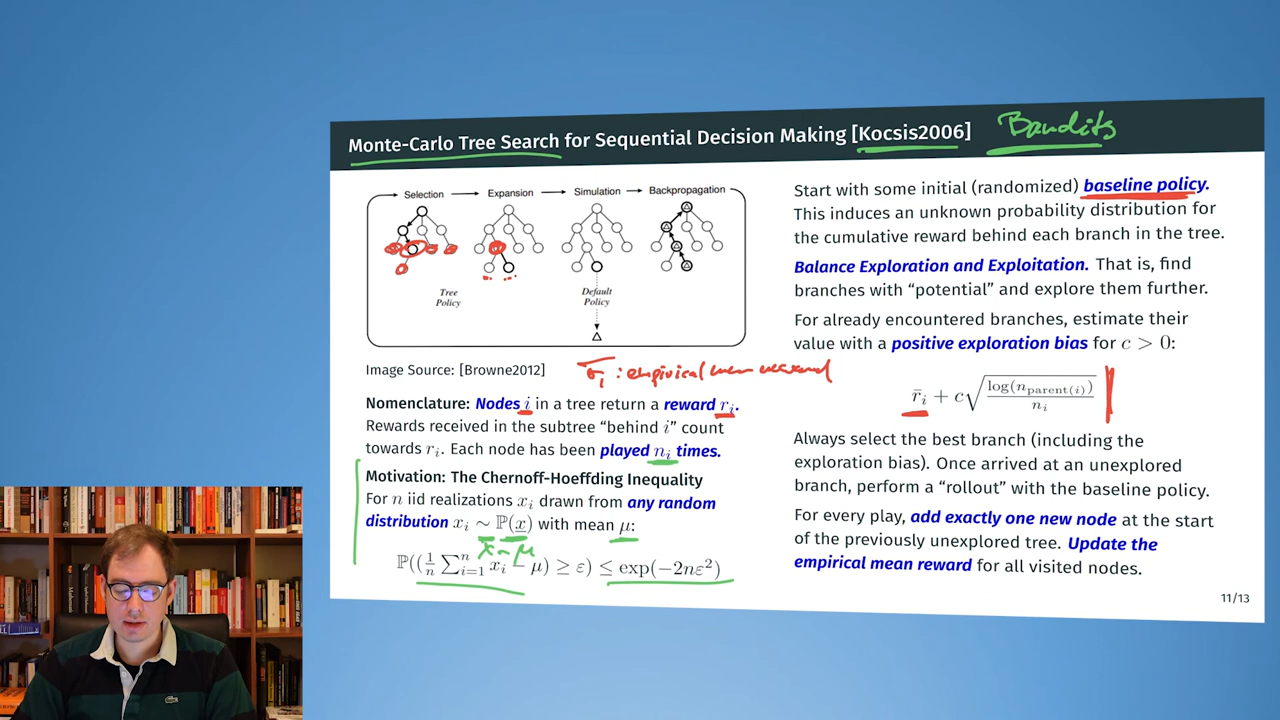 Monte-Carlo Tree Search for Sequential Decision Making [Kocsis2006]
Bandits
Selection
Expansion
Simulation
Backpropagation
Tree
Policy
Default
Policy
Image Source: [Browne2012]
r̄ᵢ : empirical mean reward
Nomenclature: Nodes i in a tree return a reward rᵢ.
Rewards received in the subtree “behind i” count
towards rᵢ. Each node has been played nᵢ times.
Motivation: The Chernoff-Hoeffding Inequality
For n iid realizations xᵢ drawn from any random
distribution xᵢ ∼ ℙ(x) with mean μ:
x̄ − μ
ℙ((1/n ∑ⁿᵢ₌₁ xᵢ − μ) ≥ ε) ≤ exp(−2nε²)
Start with some initial (randomized) baseline policy.
This induces an unknown probability distribution for
the cumulative reward behind each branch in the tree.
Balance Exploration and Exploitation. That is, find
branches with “potential” and explore them further.
For already encountered branches, estimate their
value with a positive exploration bias for c > 0:
r̄ᵢ + c√(log(n_parent(i)) / nᵢ)
Always select the best branch (including the
exploration bias). Once arrived at an unexplored
branch, perform a “rollout” with the baseline policy.
For every play, add exactly one new node at the start
of the previously unexplored tree. Update the
empirical mean reward for all visited nodes.
11/13